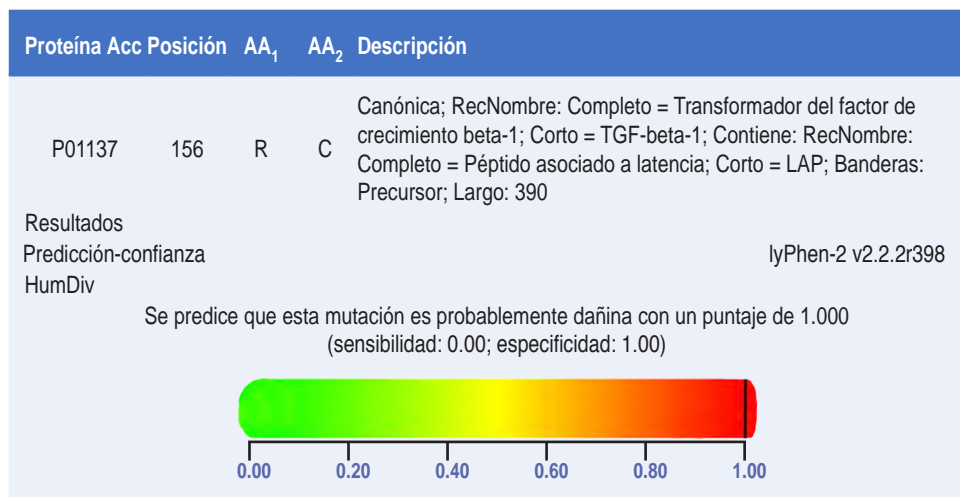 Proteína Acc Posición AA1 AA2 Descripción
Canónica; RecNombre: Completo = Transformador del factor de
crecimiento beta-1; Corto = TGF-beta-1; Contiene: RecNombre:
P01137 156 R C
Completo = Péptido asociado a latencia; Corto = LAP; Banderas:
Precursor; Largo: 390
Resultados
Predicción-confianza lyPhen-2 v2.2.2r398
HumDiv
Se predice que esta mutación es probablemente dañina con un puntaje de 1.000
(sensibilidad: 0.00; especificidad: 1.00)
0.00 0.20 0.40 0.60 0.80 1.00